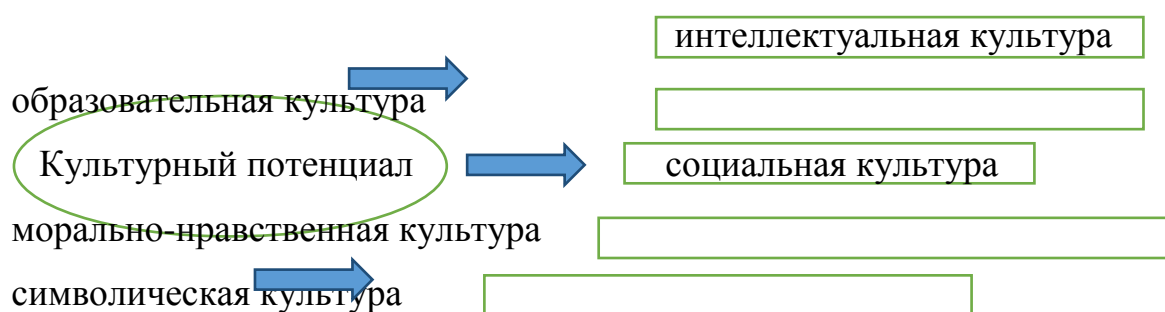 интеллектуальная культура
образовательная культура
Культурный потенциал
социальная культура
морально-нравственная культура
символическая культура